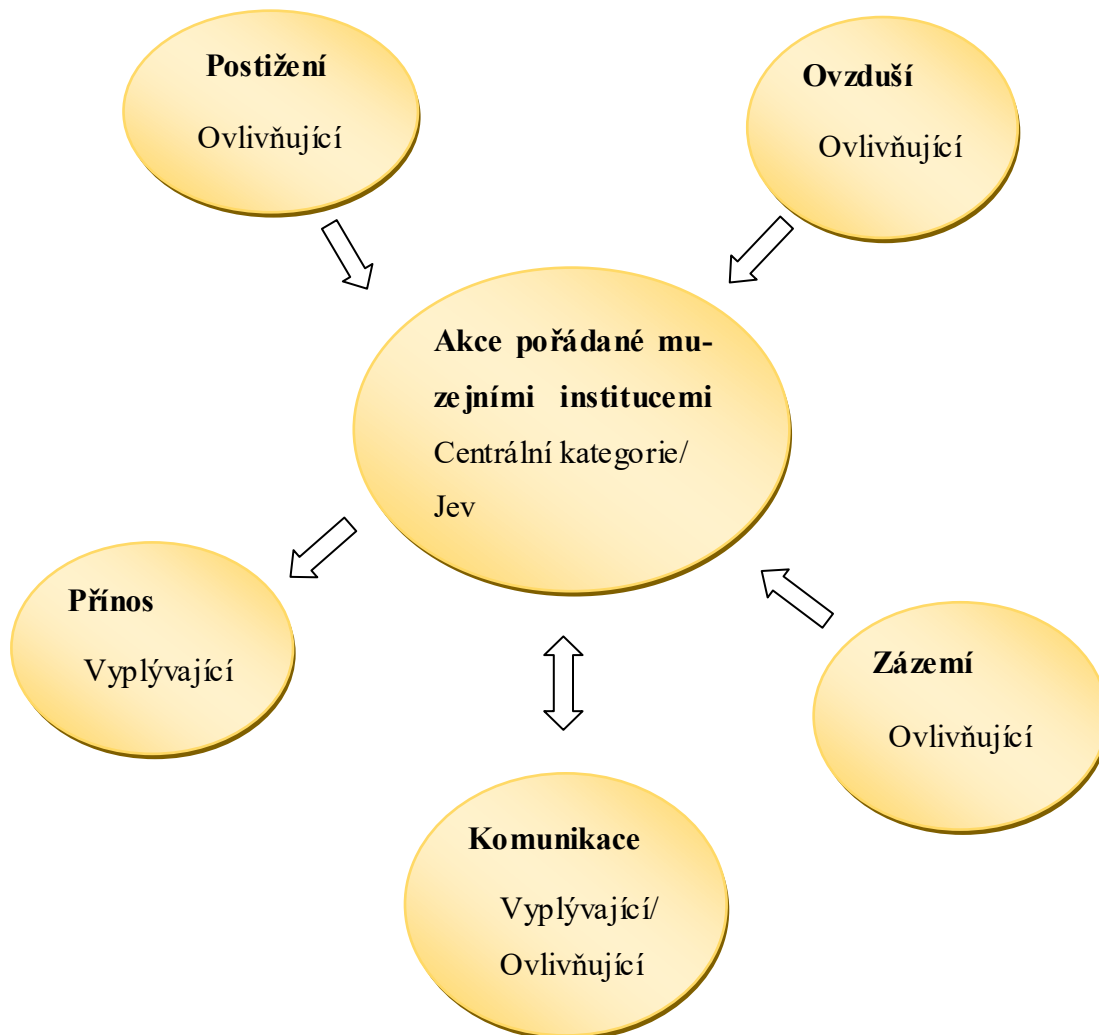 Postižení
Ovlivňující
Ovzduší
Ovlivňující
Akce pořádané mu-
zejními institucemi
Centrální kategorie/
Jev
Přínos
Vyplývající
Zázemí
Ovlivňující
Komunikace
Vyplývající/
Ovlivňující